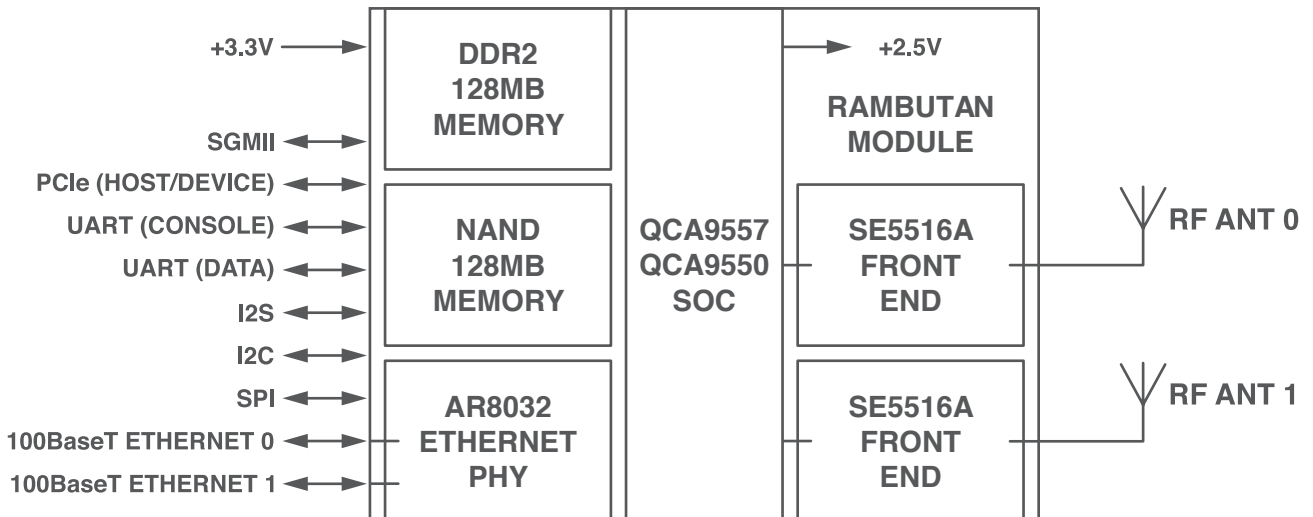 +3.3V
SGMII
PCIe (HOST/DEVICE)
UART (CONSOLE)
UART (DATA)
I2S
I2C
SPI
100BaseT ETHERNET 0
100BaseT ETHERNET 1
DDR2
128MB
MEMORY
NAND
128MB
MEMORY
AR8032
ETHERNET
PHY
QCA9557
QCA9550
SOC
+2.5V
RAMBUTAN
MODULE
SE5516A
FRONT
END
SE5516A
FRONT
END
RF ANT 0
RF ANT 1